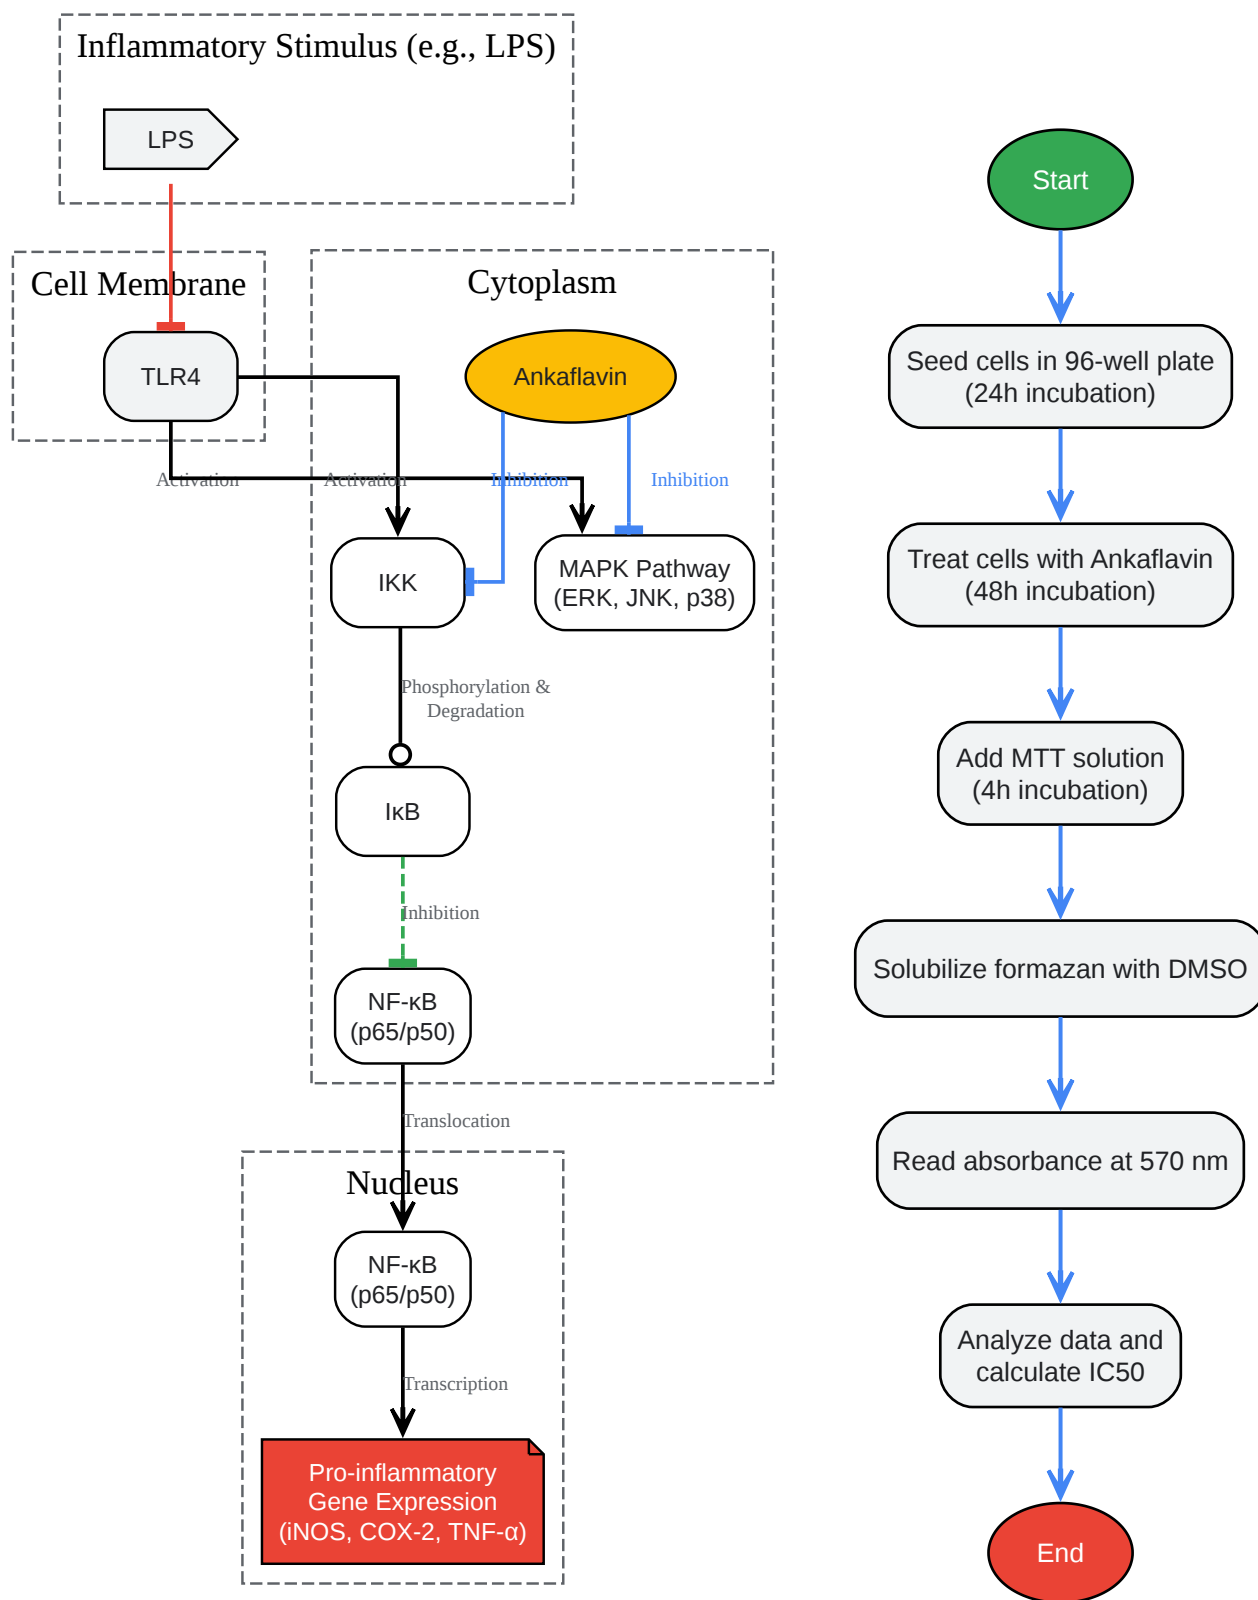 Inflammatory Stimulus (e.g., LPS)
LPS
Cell Membrane
TLR4
Cytoplasm
Ankaflavin
Activation
Activation
Inhibition
Inhibition
IKK
MAPK Pathway
(ERK, JNK, p38)
Phosphorylation &
Degradation
IκB
Inhibition
NF-κB
(p65/p50)
Translocation
Nucleus
NF-κB
(p65/p50)
Transcription
Pro-inflammatory
Gene Expression
(iNOS, COX-2, TNF-α)
Start
Seed cells in 96-well plate
(24h incubation)
Treat cells with Ankaflavin
(48h incubation)
Add MTT solution
(4h incubation)
Solubilize formazan with DMSO
Read absorbance at 570 nm
Analyze data and
calculate IC50
End